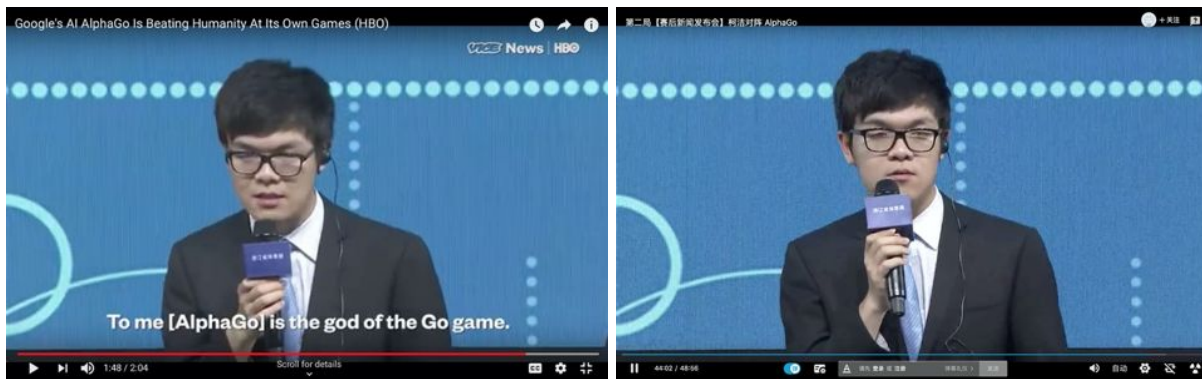 Google's AI AlphaGo Is Beating Humanity At Its Own Games (HBO)
VICE News | HBO
To me [AlphaGo] is the god of the Go game.
1:48 / 2:04
Scroll for details
CC
第二局【赛后新闻发布会】柯洁对阵 AlphaGo
+关注
44:02 / 48:56
自动